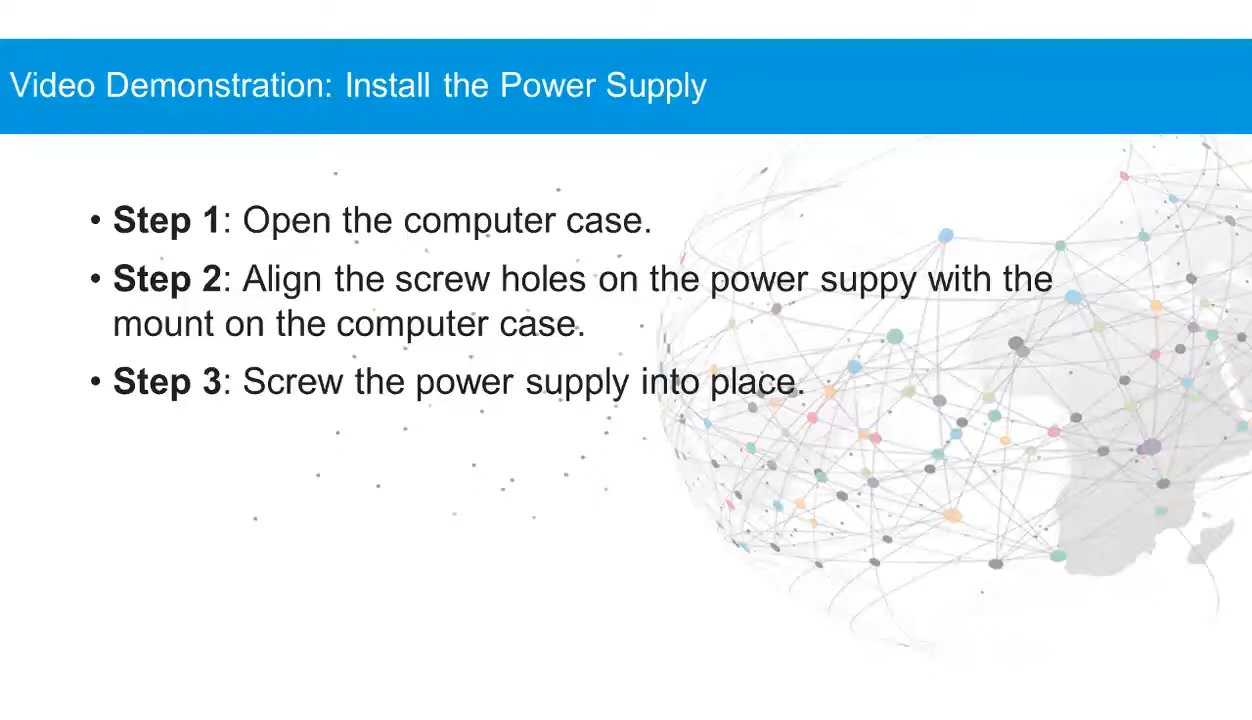 Video Demonstration: Install the Power Supply
• Step 1: Open the computer case.
• Step 2: Align the screw holes on the power suppy with the
mount on the computer case.
• Step 3: Screw the power supply into place.